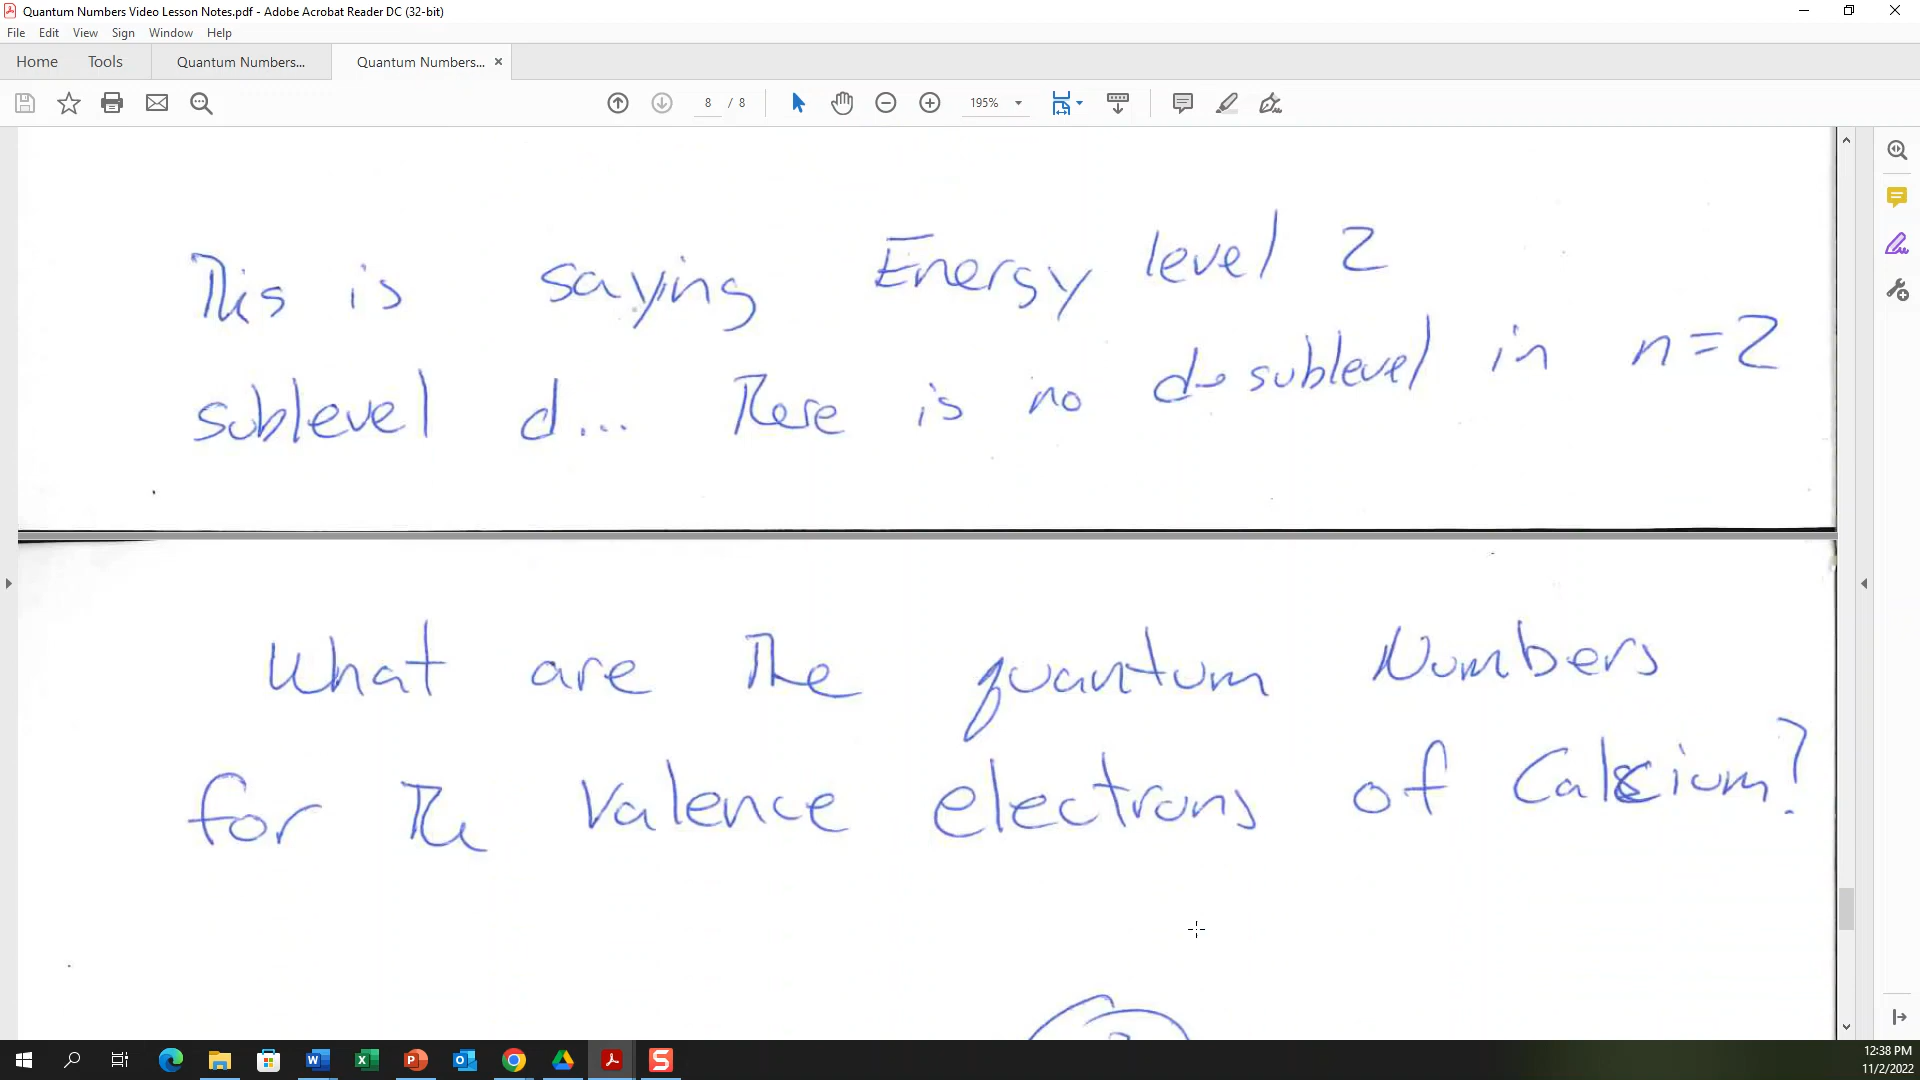 Quantum Numbers Video Lesson Notes.pdf - Adobe Acrobat Reader DC (32-bit)
File Edit View Sign Window Help
Home Tools Quantum Numbers... Quantum Numbers... ×
8 / 8 195%
This is saying Energy level 2
sublevel d... There is no d-sublevel in n=2
What are The quantum Numbers
for The Valence electrons of Calcium?
12:38 PM
11/2/2022